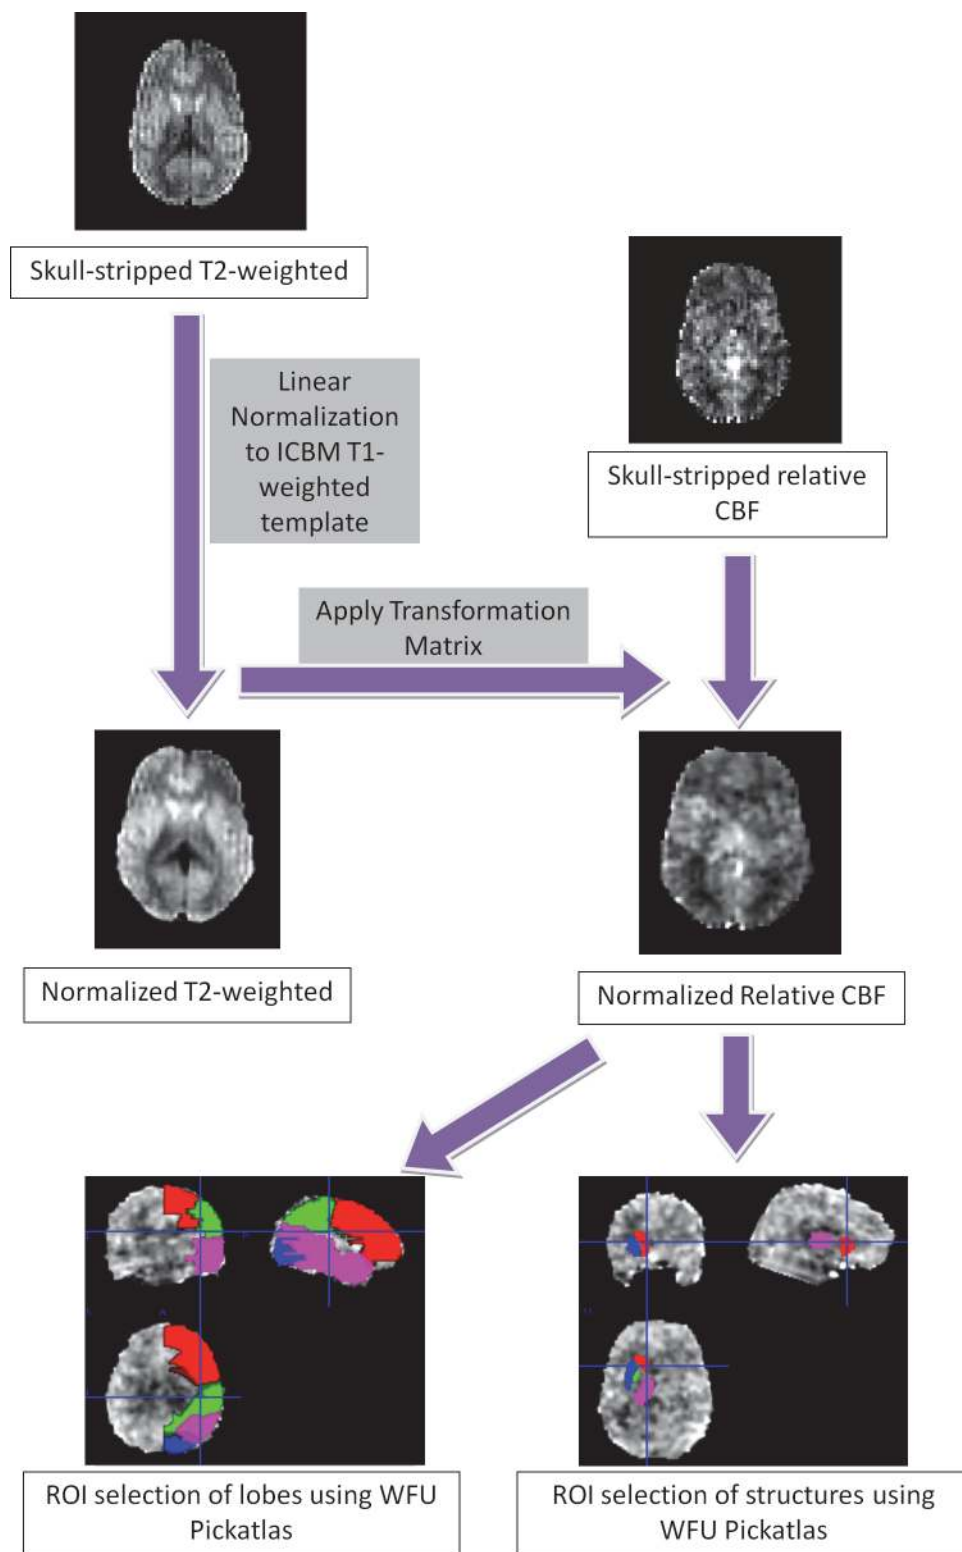 Skull-stripped T2-weighted
Linear
Normalization
to ICBM T1-
weighted
template
Skull-stripped relative
CBF
Apply Transformation
Matrix
Normalized T2-weighted
Normalized Relative CBF
ROI selection of lobes using WFU
Pickatlas
ROI selection of structures using
WFU Pickatlas